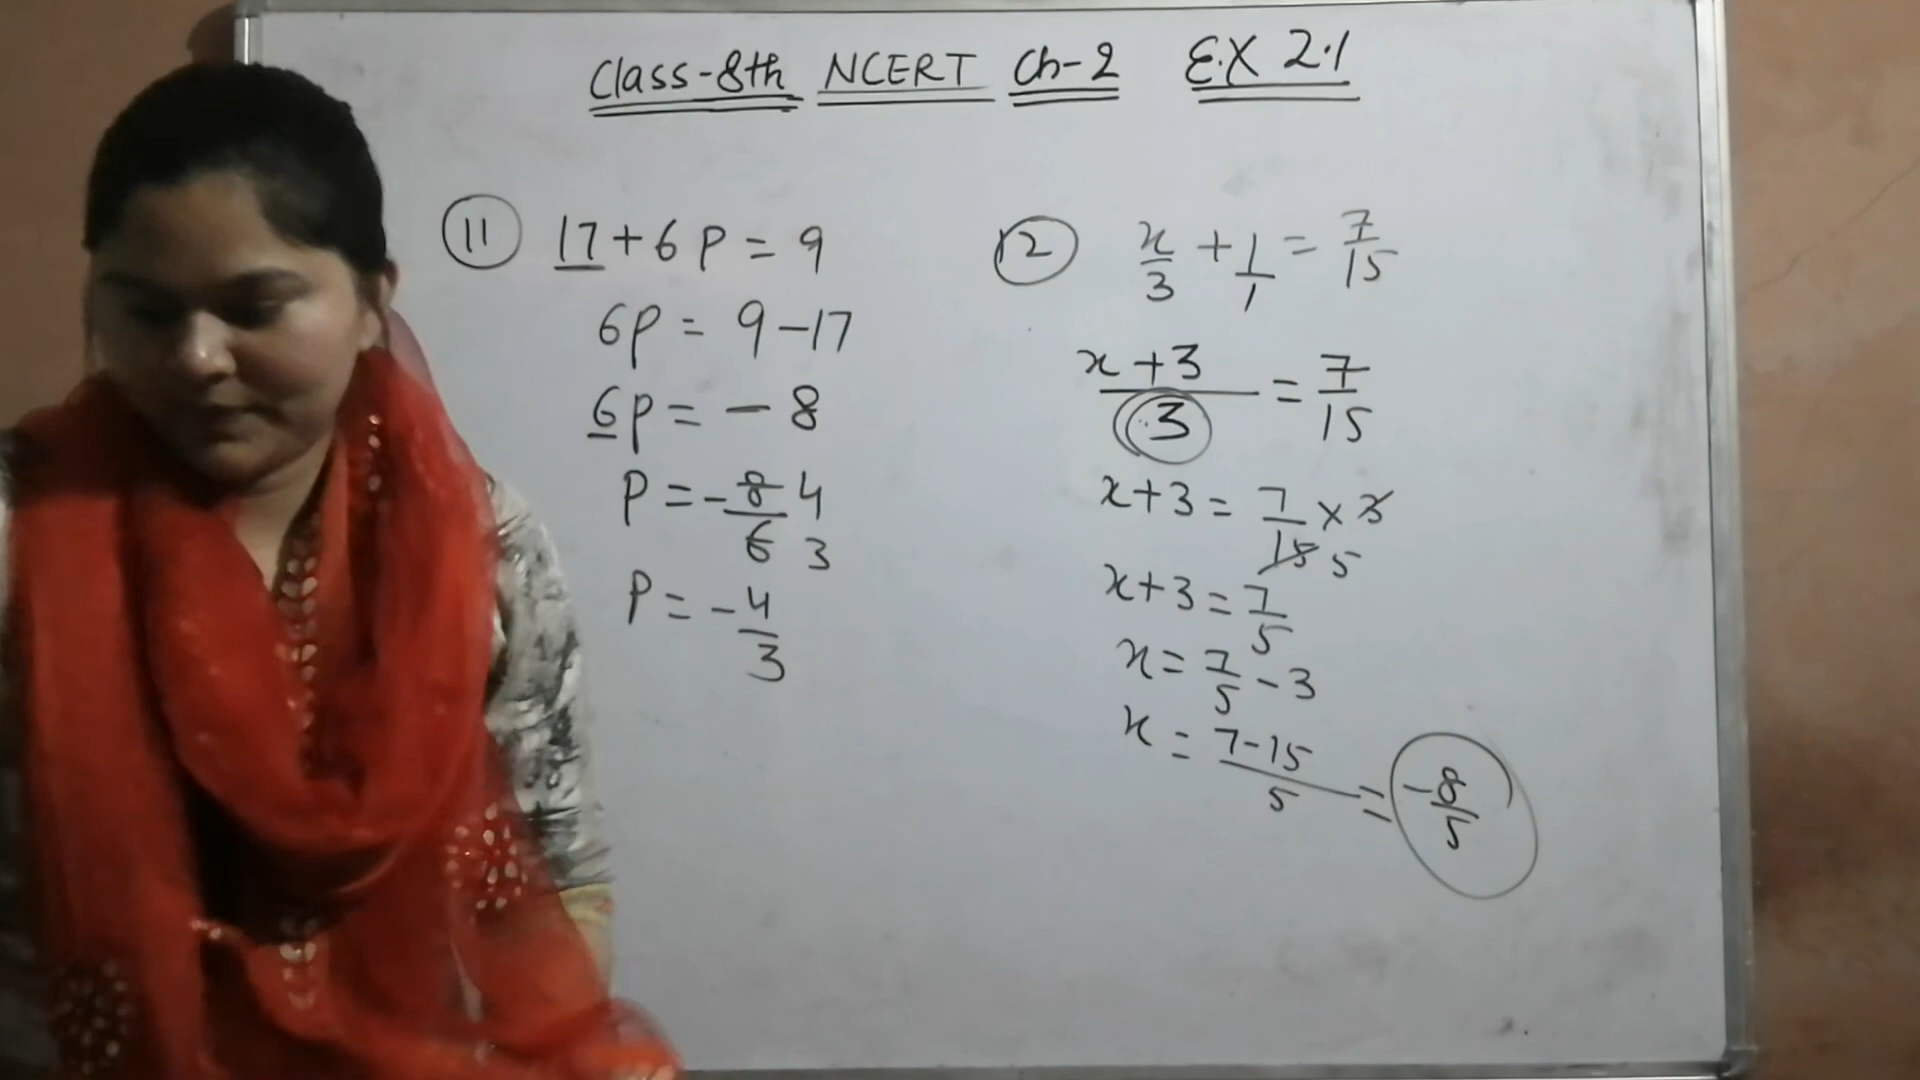 Class-8th NCERT Ch-2 EX 2.1
11 17+6p = 9
6p = 9-17
6p = -8
P = -8/6 4/3
P = -4/3
12 x/3 + 1/1 = 7/15
x+3/3 = 7/15
x+3 = 7/15 × 3 5
x+3 = 7/5
x = 7/5 - 3
x = 7-15/5 = -8/5